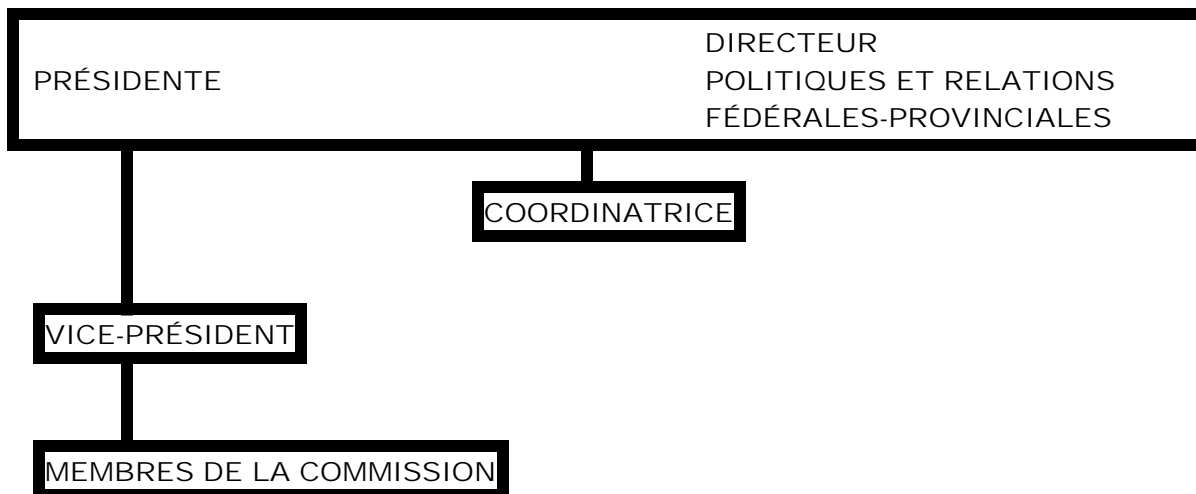 PRÉSIDENTE
DIRECTEUR
POLITIQUES ET RELATIONS
FÉDÉRALES-PROVINCIALES
COORDINATRICE
VICE-PRÉSIDENT
MEMBRES DE LA COMMISSION